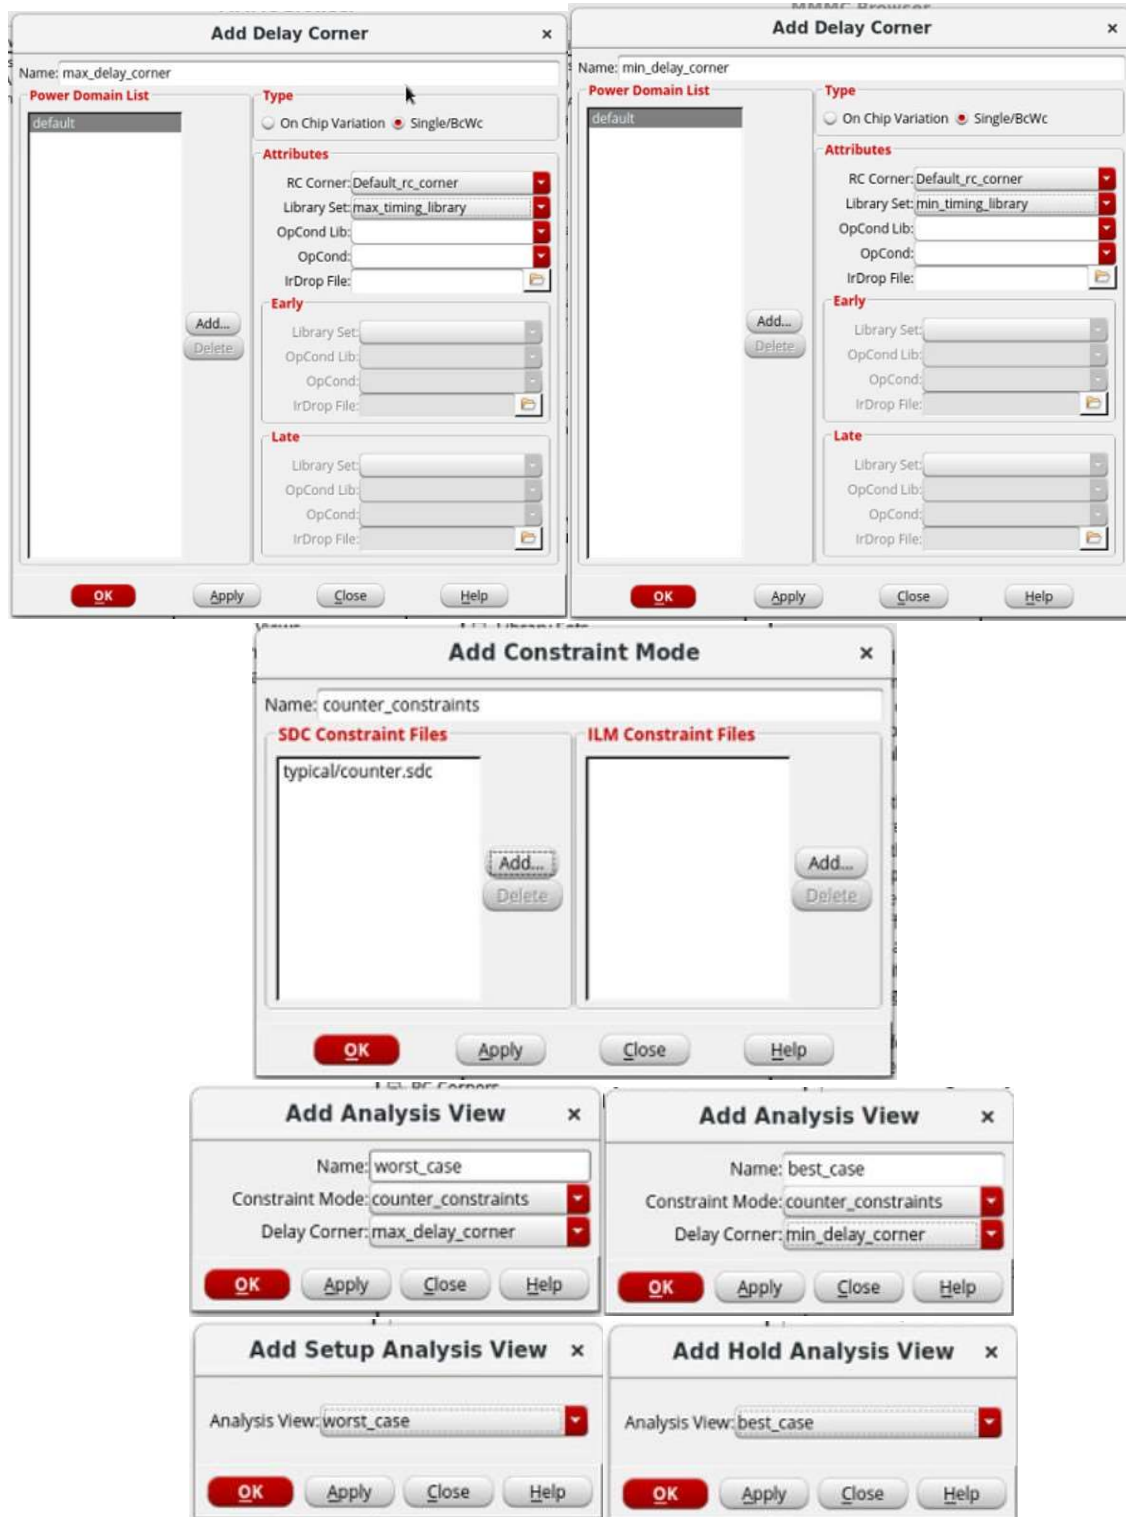 MMMC Browser
Add Delay Corner
Name: max_delay_corner
Power Domain List
default
Add...
Delete
Type
On Chip Variation Single/BcWc
Attributes
RC Corner: Default_rc_corner
Library Set: max_timing_library
OpCond Lib:
OpCond:
IrDrop File:
Early
Library Set:
OpCond Lib:
OpCond:
IrDrop File:
Late
Library Set:
OpCond Lib:
OpCond:
IrDrop File:
OK Apply Close Help
Add Delay Corner
Name: min_delay_corner
Power Domain List
default
Add...
Delete
Type
On Chip Variation Single/BcWc
Attributes
RC Corner: Default_rc_corner
Library Set: min_timing_library
OpCond Lib:
OpCond:
IrDrop File:
Early
Library Set:
OpCond Lib:
OpCond:
IrDrop File:
Late
Library Set:
OpCond Lib:
OpCond:
IrDrop File:
OK Apply Close Help
Add Constraint Mode
Name: counter_constraints
SDC Constraint Files
typical/counter.sdc
Add...
Delete
ILM Constraint Files
Add...
Delete
OK Apply Close Help
RC Corners
Add Analysis View
Name: worst_case
Constraint Mode: counter_constraints
Delay Corner: max_delay_corner
OK Apply Close Help
Add Analysis View
Name: best_case
Constraint Mode: counter_constraints
Delay Corner: min_delay_corner
OK Apply Close Help
Add Setup Analysis View
Analysis View: worst_case
OK Apply Close Help
Add Hold Analysis View
Analysis View: best_case
OK Apply Close Help